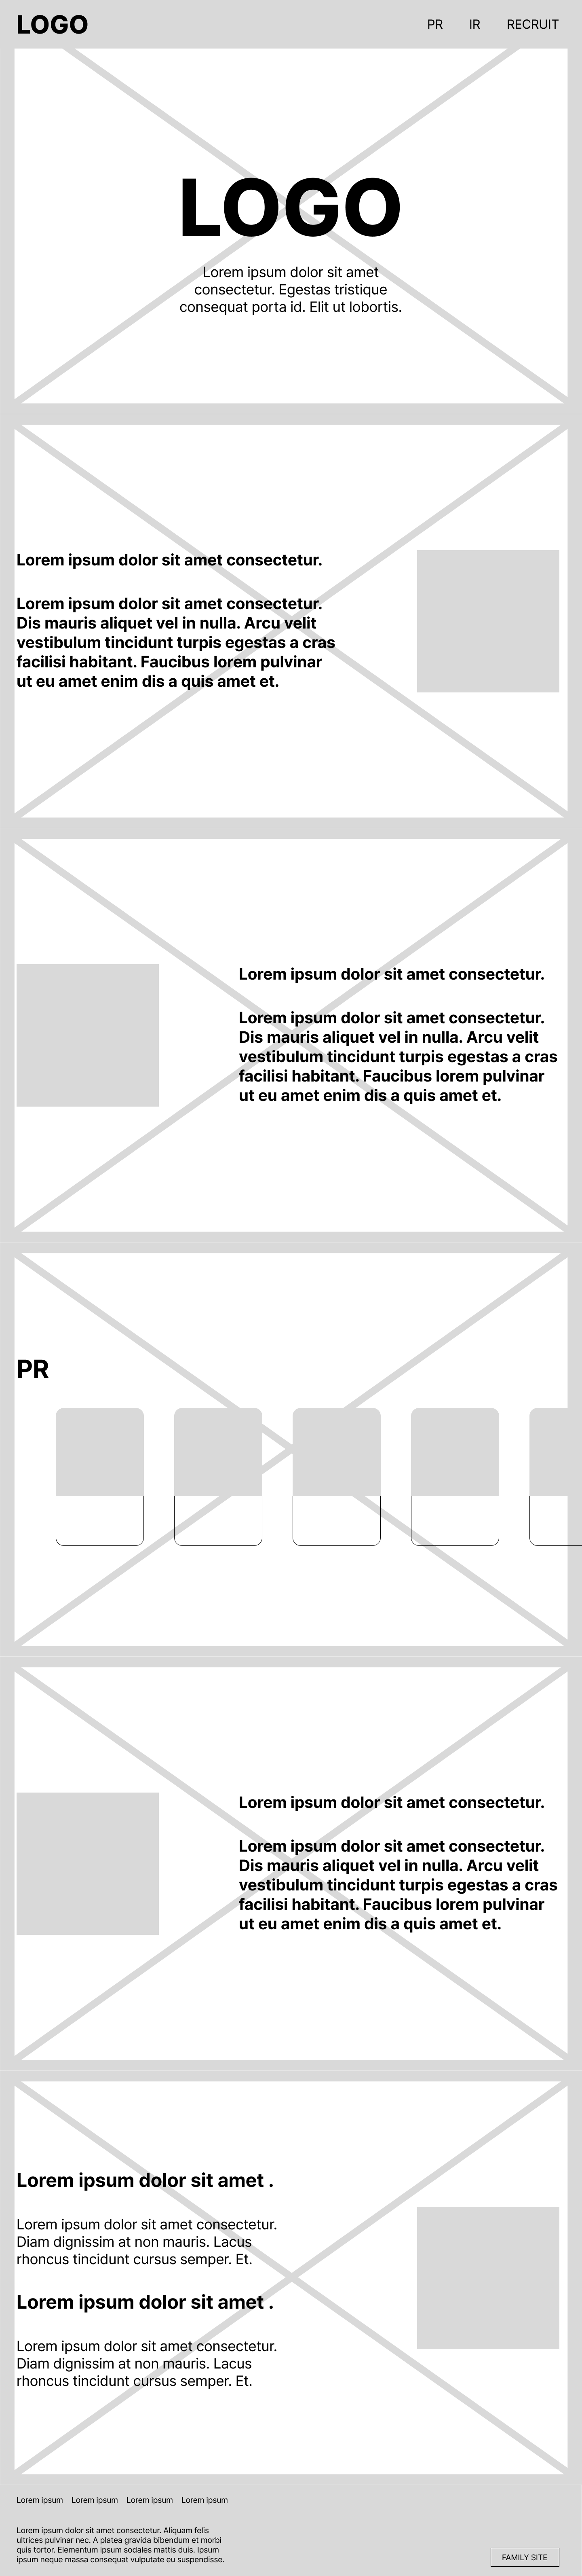 LOGO
PR IR RECRUIT
LOGO
Lorem ipsum dolor sit amet
consectetur. Egestas tristique
consequat porta id. Elit ut lobortis.
Lorem ipsum dolor sit amet consectetur.
Lorem ipsum dolor sit amet consectetur.
Dis mauris aliquet vel in nulla. Arcu velit
vestibulum tincidunt turpis egestas a cras
facilisi habitant. Faucibus lorem pulvinar
ut eu amet enim dis a quis amet et.
Lorem ipsum dolor sit amet consectetur.
Lorem ipsum dolor sit amet consectetur.
Dis mauris aliquet vel in nulla. Arcu velit
vestibulum tincidunt turpis egestas a cras
facilisi habitant. Faucibus lorem pulvinar
ut eu amet enim dis a quis amet et.
PR
Lorem ipsum dolor sit amet consectetur.
Lorem ipsum dolor sit amet consectetur.
Dis mauris aliquet vel in nulla. Arcu velit
vestibulum tincidunt turpis egestas a cras
facilisi habitant. Faucibus lorem pulvinar
ut eu amet enim dis a quis amet et.
Lorem ipsum dolor sit amet .
Lorem ipsum dolor sit amet consectetur.
Diam dignissim at non mauris. Lacus
rhoncus tincidunt cursus semper. Et.
Lorem ipsum dolor sit amet .
Lorem ipsum dolor sit amet consectetur.
Diam dignissim at non mauris. Lacus
rhoncus tincidunt cursus semper. Et.
Lorem ipsum Lorem ipsum Lorem ipsum Lorem ipsum
Lorem ipsum dolor sit amet consectetur. Aliquam felis
ultrices pulvinar nec. A platea gravida bibendum et morbi
quis tortor. Elementum ipsum sodales mattis duis. Ipsum
ipsum neque massa consequat vulputate eu suspendisse.
FAMILY SITE